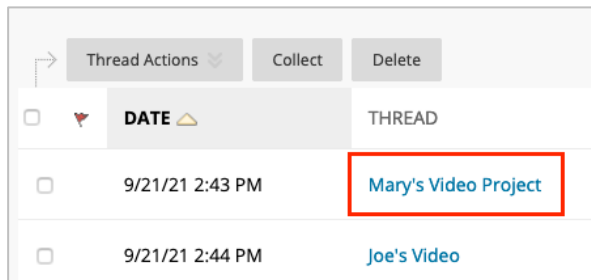 Thread Actions Collect Delete
DATE THREAD
9/21/21 2:43 PM Mary's Video Project
9/21/21 2:44 PM Joe's Video